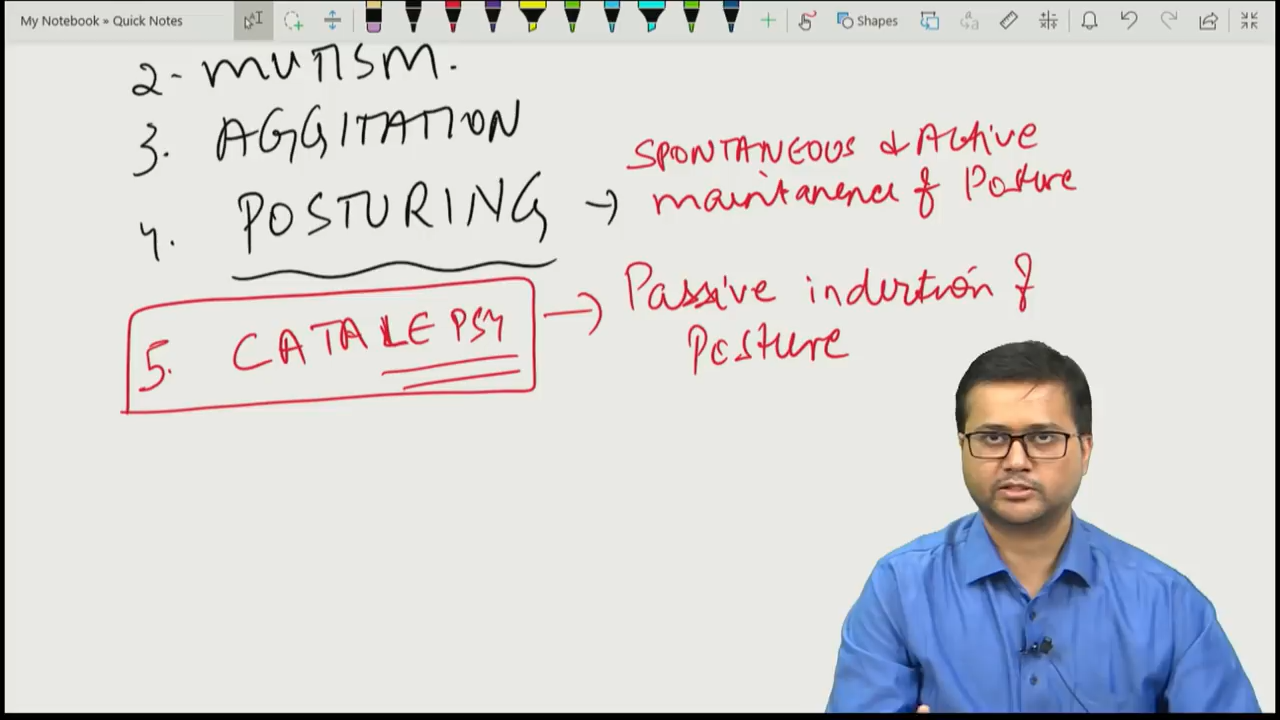 My Notebook » Quick Notes
Shapes
2- MUTISM.
3. AGGITATION
4. POSTURING → SPONTANEOUS & Active
maintanence of Posture
5. CATALEPSY → Passive induction of
Posture